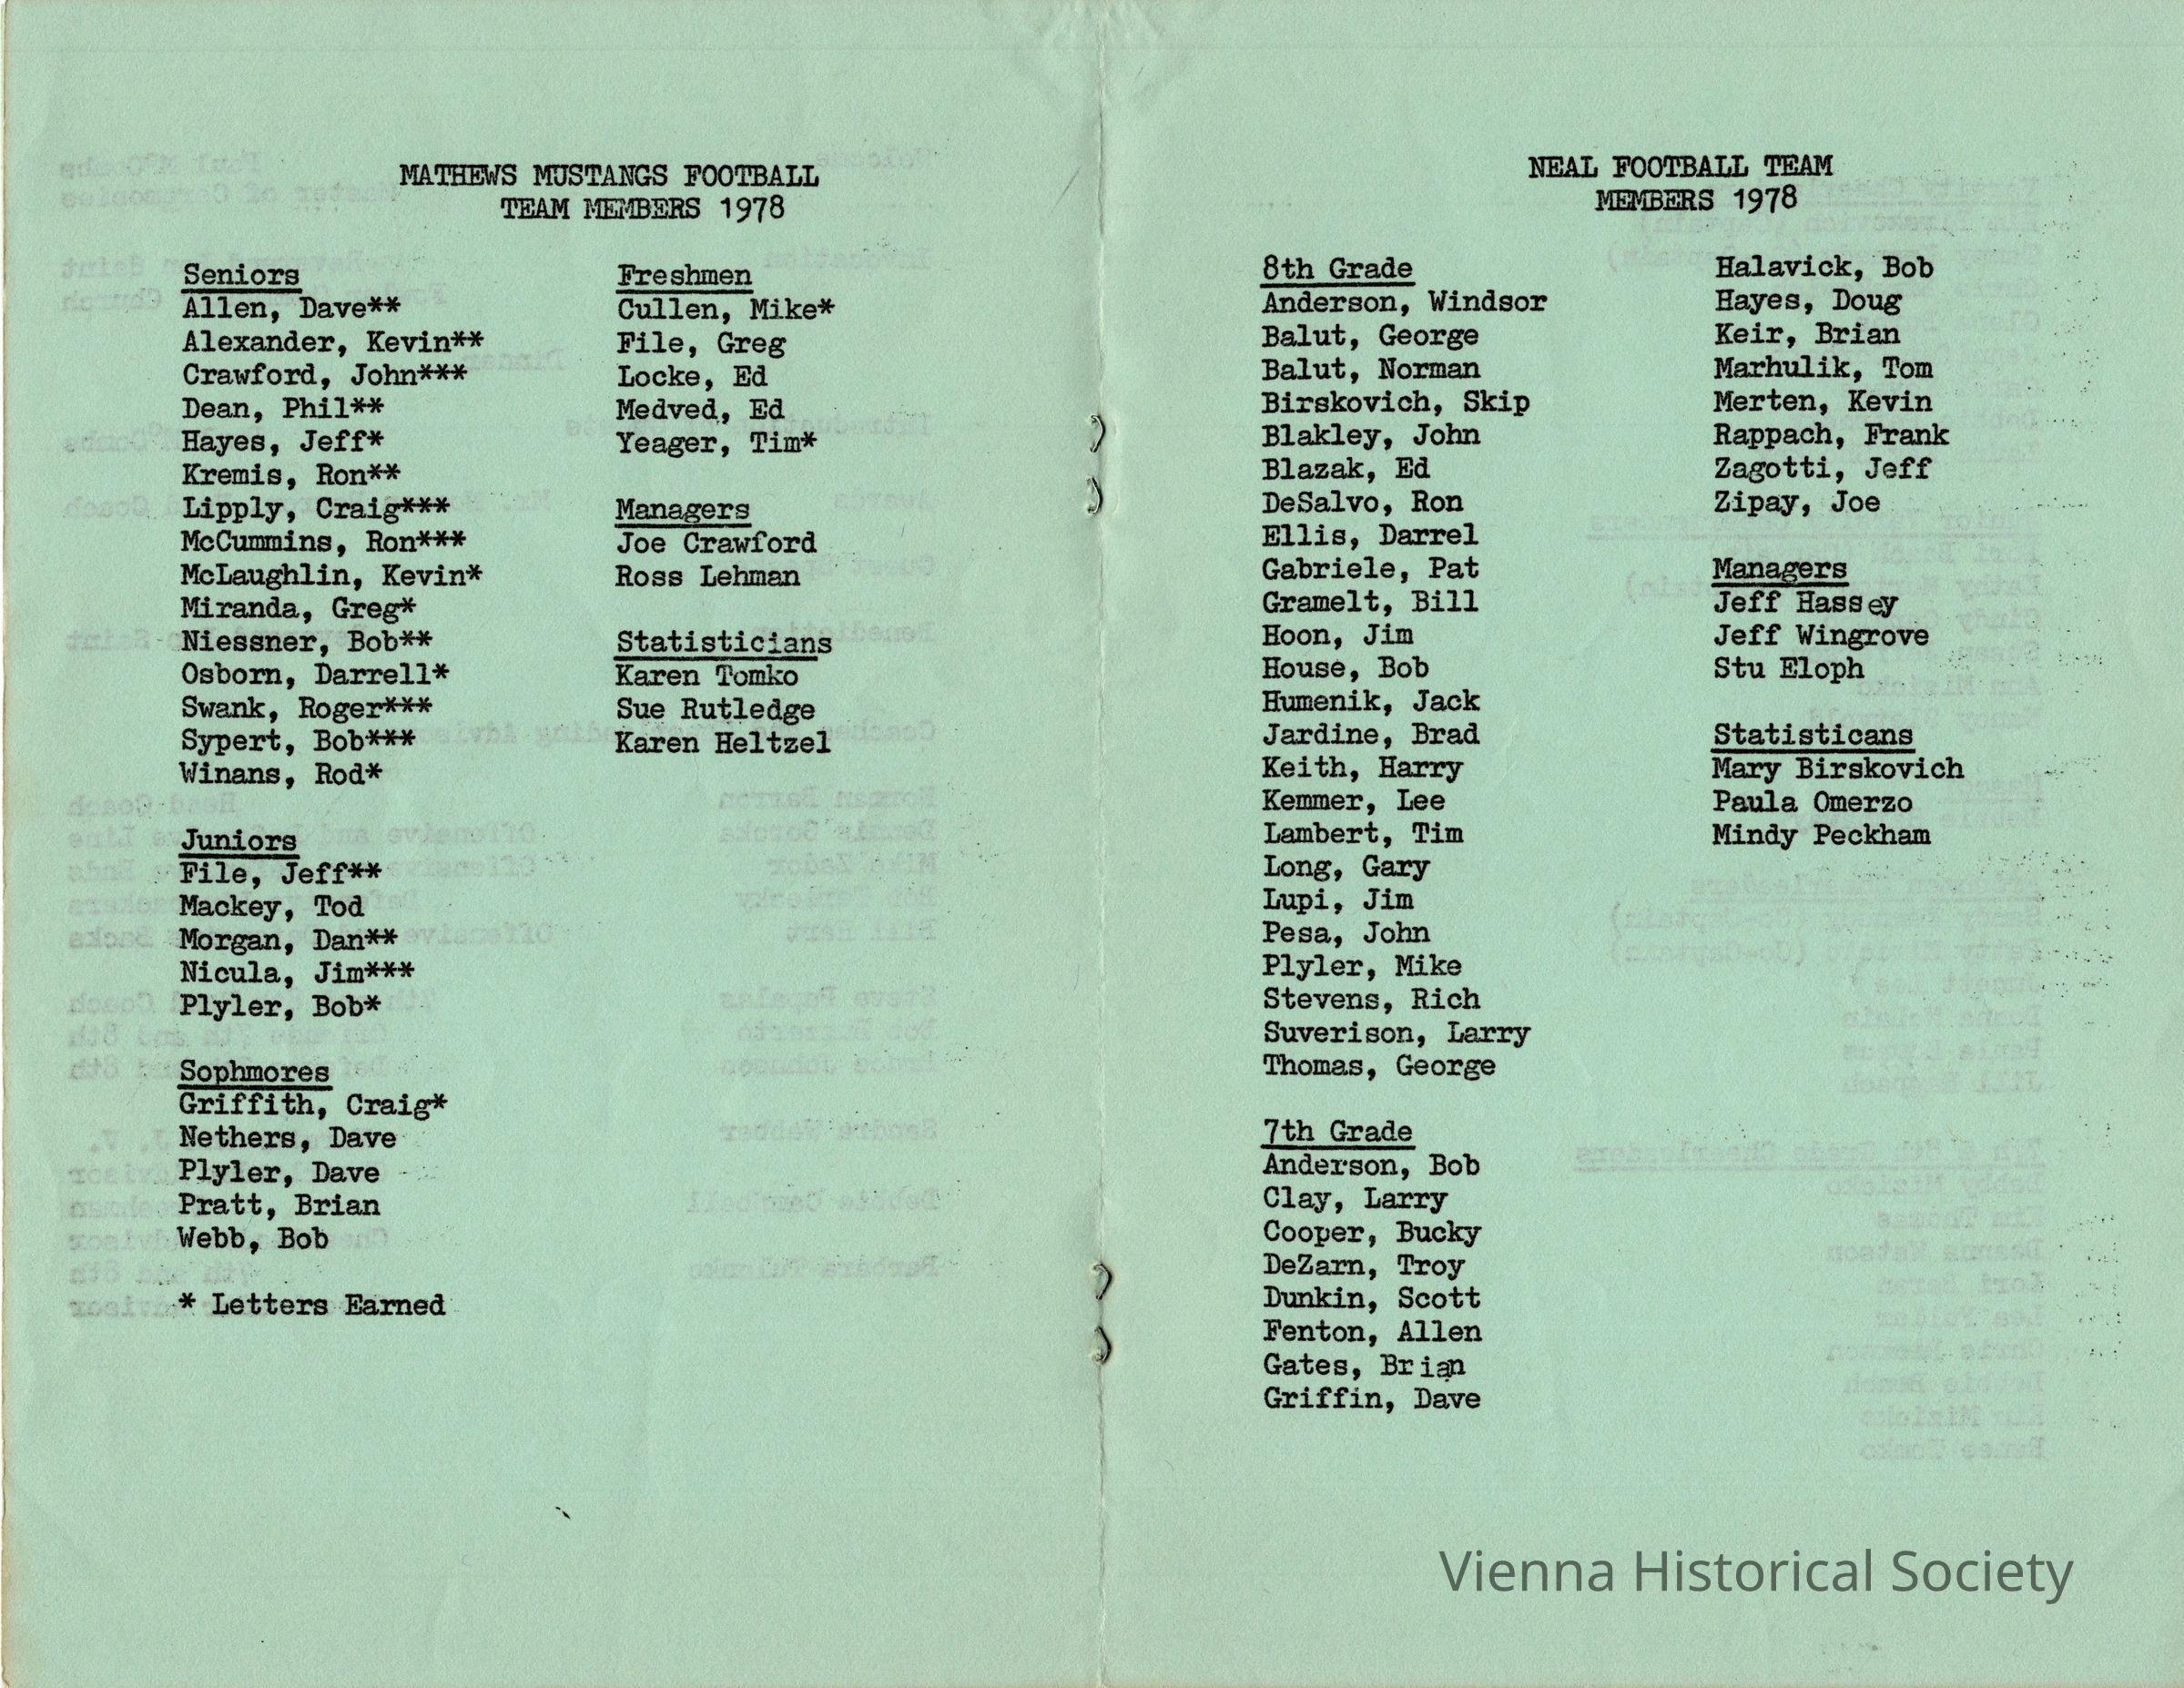 MATHEWS MUSTANGS FOOTBALL
TEAM MEMBERS 1978
Seniors
Allen, Dave**
Alexander, Kevin**
Crawford, John***
Dean, Phil**
Hayes, Jeff*
Kremis, Ron**
Lipply, Craig***
McCummins, Ron***
McLaughlin, Kevin*
Miranda, Greg*
Niessner, Bob**
Osborn, Darrell*
Swank, Roger***
Sypert, Bob***
Winans, Rod*
Juniors
File, Jeff**
Mackey, Tod
Morgan, Dan**
Nicula, Jim***
Plyler, Bob*
Sophmores
Griffith, Craig*
Nethers, Dave
Plyler, Dave
Pratt, Brian
Webb, Bob
* Letters Earned
Freshmen
Cullen, Mike*
File, Greg
Locke, Ed
Medved, Ed
Yeager, Tim*
Managers
Joe Crawford
Ross Lehman
Statisticians
Karen Tomko
Sue Rutledge
Karen Heltzel
NEAL FOOTBALL TEAM
MEMBERS 1978
8th Grade
Anderson, Windsor
Balut, George
Balut, Norman
Birskovich, Skip
Blakley, John
Blazak, Ed
DeSalvo, Ron
Ellis, Darrel
Gabriele, Pat
Gramelt, Bill
Hoon, Jim
House, Bob
Humenik, Jack
Jardine, Brad
Keith, Harry
Kemmer, Lee
Lambert, Tim
Long, Gary
Lupi, Jim
Pesa, John
Plyler, Mike
Stevens, Rich
Suverison, Larry
Thomas, George
7th Grade
Anderson, Bob
Clay, Larry
Cooper, Bucky
DeZarn, Troy
Dunkin, Scott
Fenton, Allen
Gates, Brian
Griffin, Dave
Halavick, Bob
Hayes, Doug
Keir, Brian
Marhulik, Tom
Merten, Kevin
Rappach, Frank
Zagotti, Jeff
Zipay, Joe
Managers
Jeff Hassey
Jeff Wingrove
Stu Eloph
Statisticans
Mary Birskovich
Paula Omerzo
Mindy Peckham
Vienna Historical Society